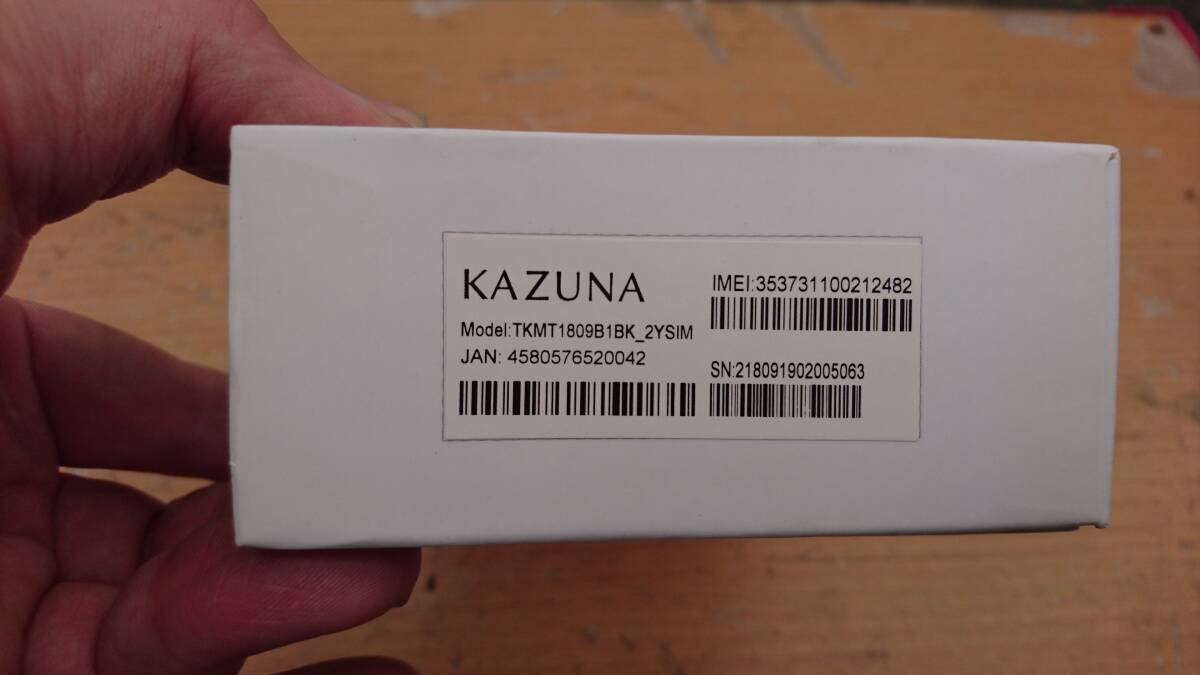 KAZUNA
Model:TKMT1809B1BK_2YSIM
JAN: 4580576520042
IMEI:353731100212482
SN:218091902005063